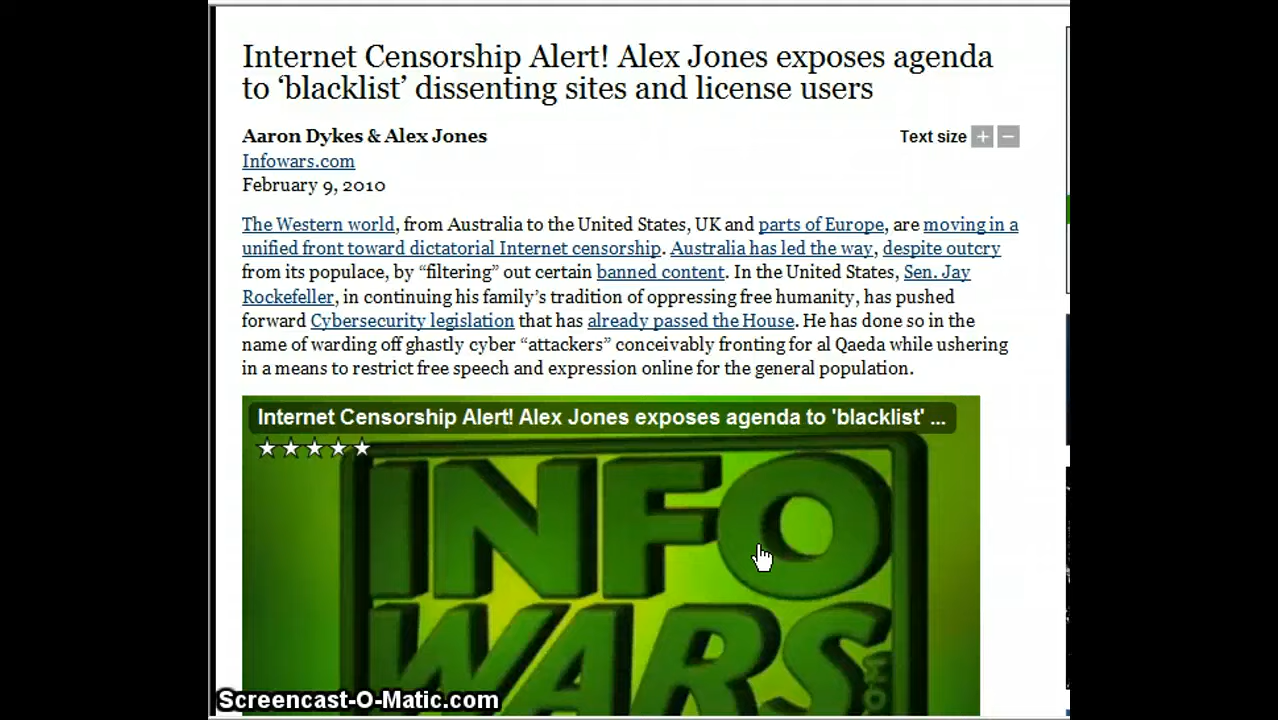 Internet Censorship Alert! Alex Jones exposes agenda
to ‘blacklist’ dissenting sites and license users
Aaron Dykes & Alex Jones
Text size + −
Infowars.com
February 9, 2010
The Western world, from Australia to the United States, UK and parts of Europe, are moving in a
unified front toward dictatorial Internet censorship. Australia has led the way, despite outcry
from its populace, by “filtering” out certain banned content. In the United States, Sen. Jay
Rockefeller, in continuing his family’s tradition of oppressing free humanity, has pushed
forward Cybersecurity legislation that has already passed the House. He has done so in the
name of warding off ghastly cyber “attackers” conceivably fronting for al Qaeda while ushering
in a means to restrict free speech and expression online for the general population.
Internet Censorship Alert! Alex Jones exposes agenda to 'blacklist' ...
INFO
WARS
.COM
Screencast-O-Matic.com